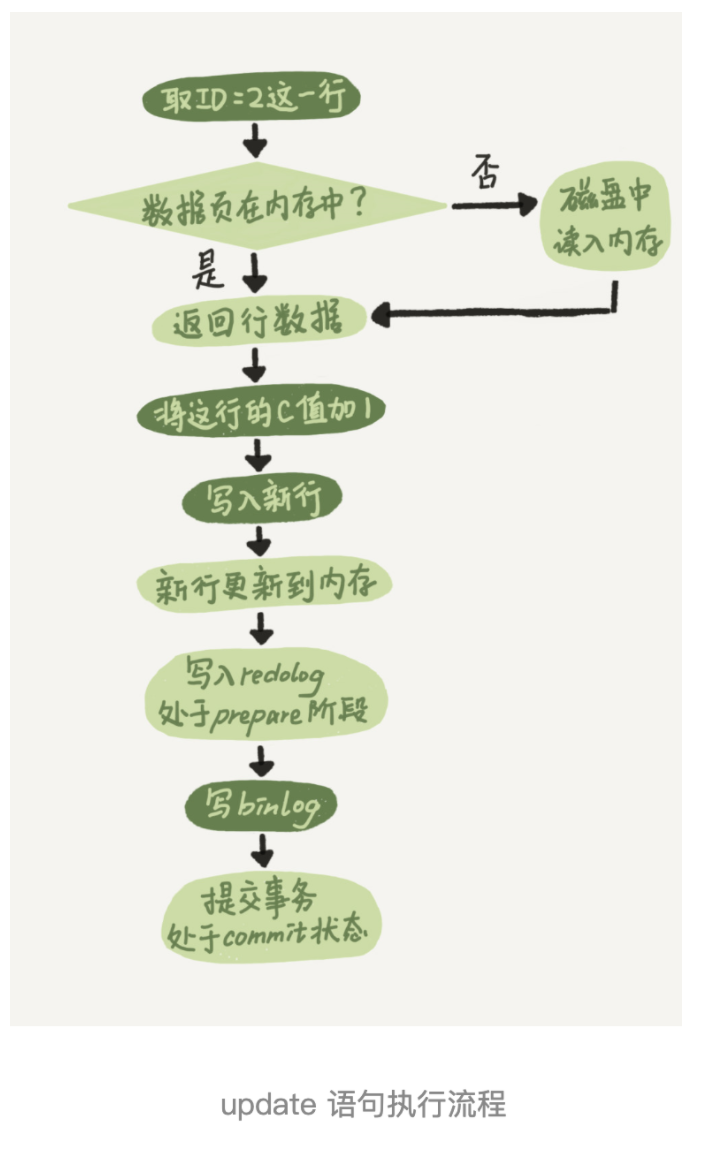 取ID=2这一行
数据页在内存中?
否
磁盘中
读入内存
是
返回行数据
将这行的C值加1
写入新行
新行更新到内存
写入redolog
处于prepare阶段
写binlog
提交事务
处于commit状态
update 语句执行流程